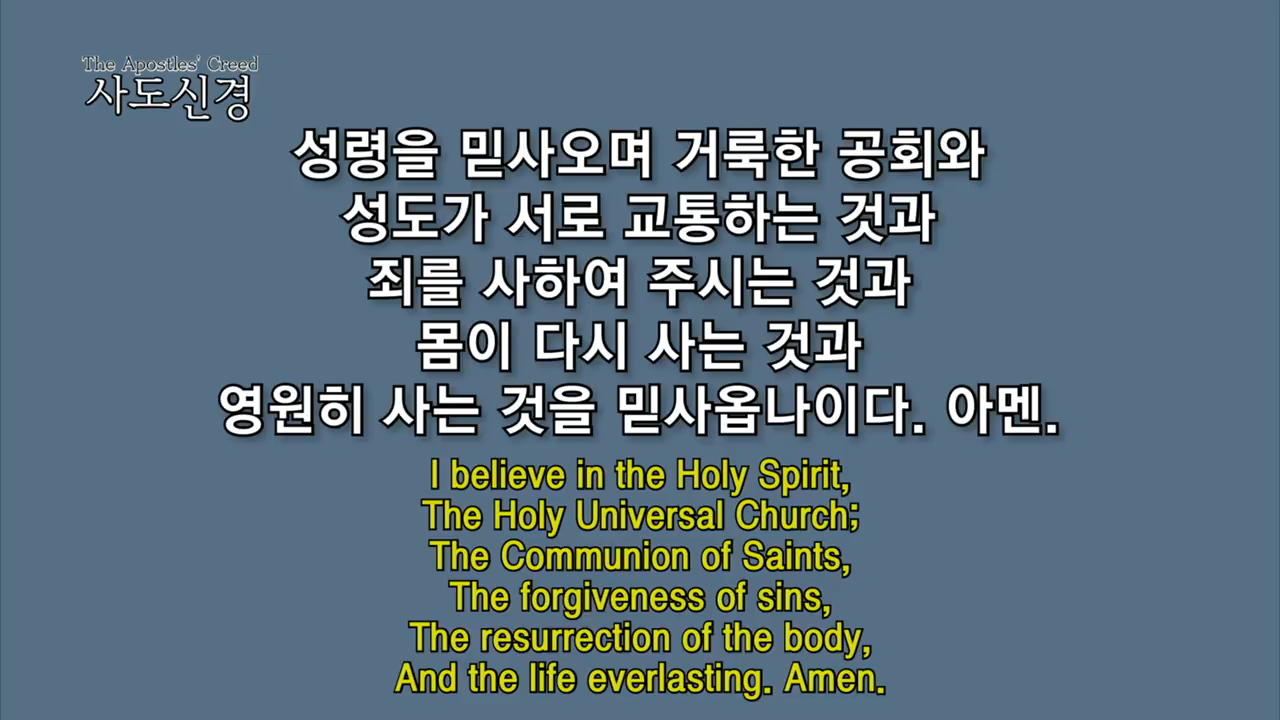 The Apostles' Creed
사도신경
성령을 믿사오며 거룩한 공회와
성도가 서로 교통하는 것과
죄를 사하여 주시는 것과
몸이 다시 사는 것과
영원히 사는 것을 믿사옵나이다. 아멘.
I believe in the Holy Spirit,
The Holy Universal Church;
The Communion of Saints,
The forgiveness of sins,
The resurrection of the body,
And the life everlasting. Amen.